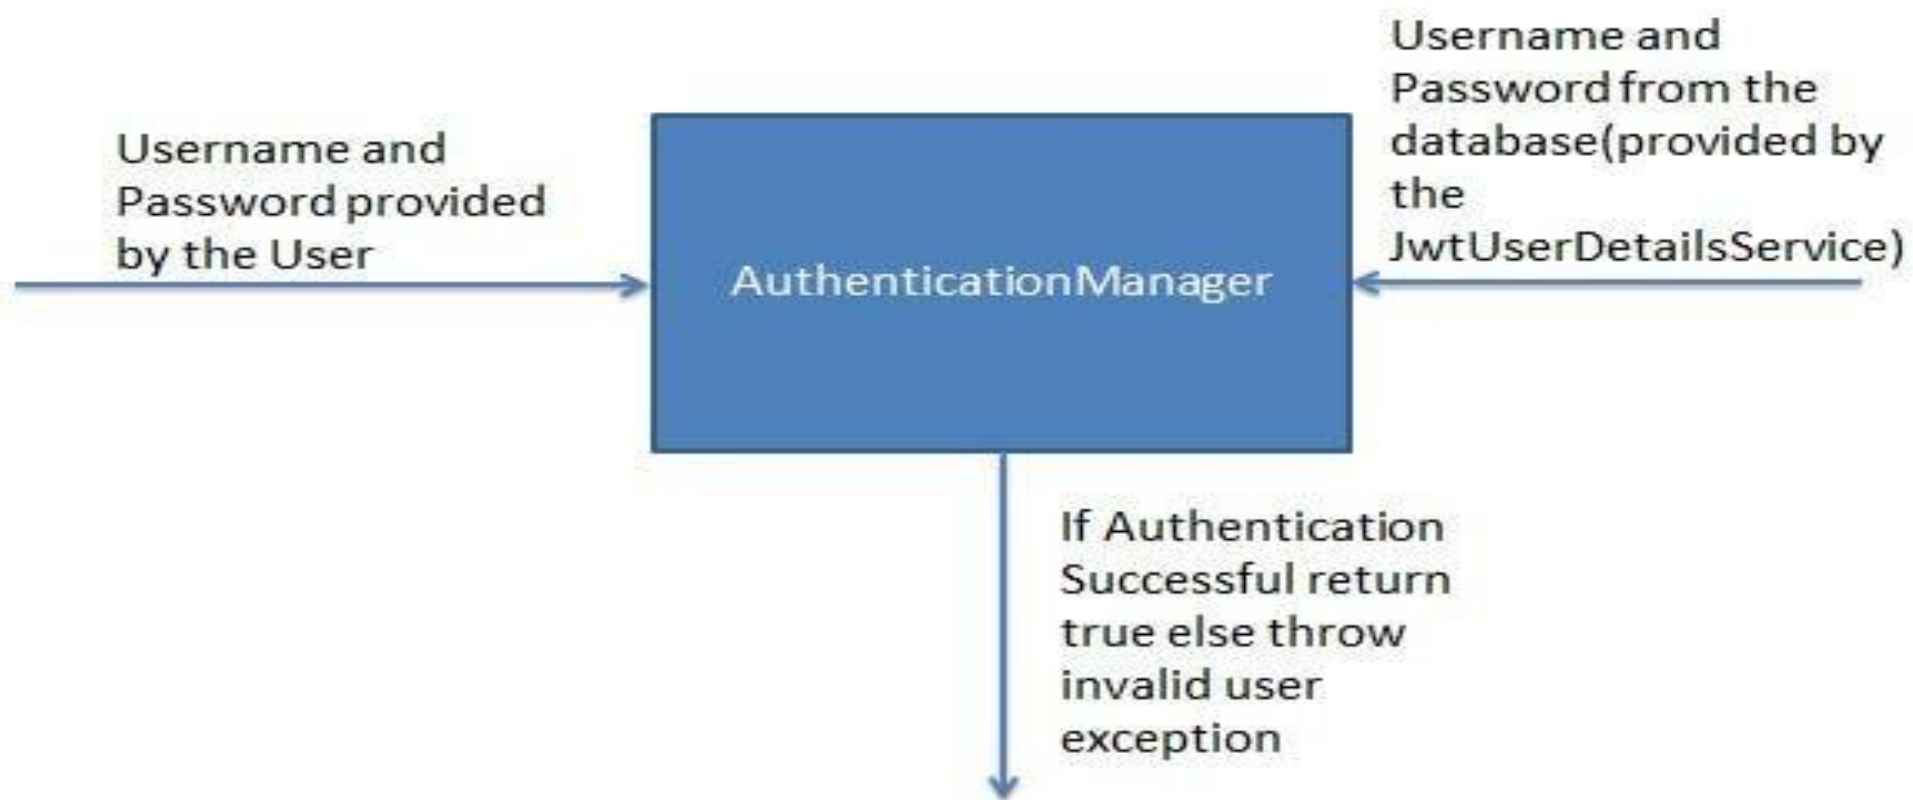 Username and
Password provided
by the User
AuthenticationManager
Username and
Password from the
database(provided by
the
JwtUserDetailsService)
If Authentication
Successful return
true else throw
invalid user
exception